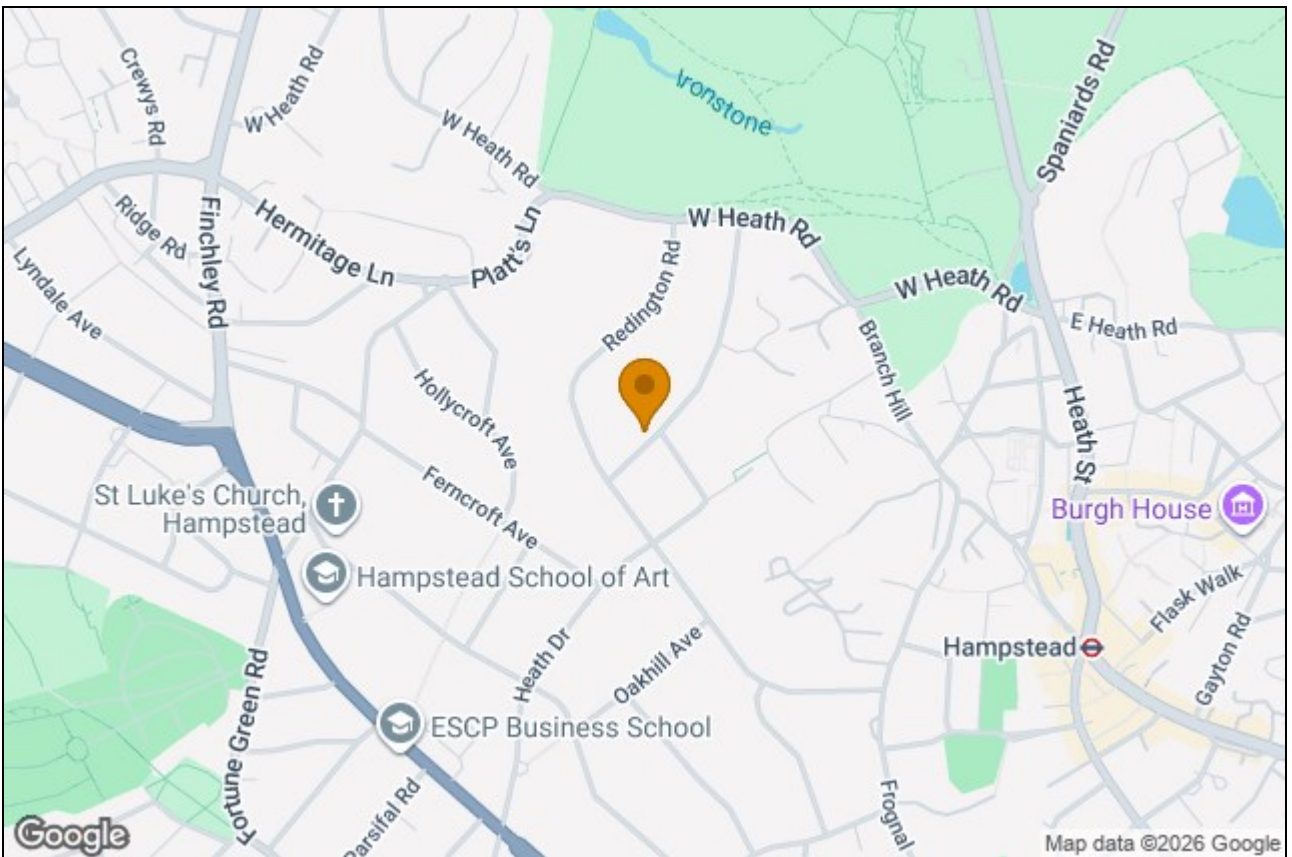 Crewys Rd
W Heath Rd
W Heath Rd
Ironstone
Spaniards Rd
Ridge Rd
Finchley Rd
Hermitage Ln
Platt's Ln
W Heath Rd
Redington Rd
W Heath Rd
Lyndale Ave
E Heath Rd
Branch Hill
Hollycroft Ave
Heath St
St Luke's Church,
Hampstead
Ferncroft Ave
Burgh House
Hampstead School of Art
Flask Walk
Hampstead
Gayton Rd
Heath Dr
Oakhill Ave
Fortune Green Rd
ESCP Business School
Parsifal Rd
Frognal
Google
Map data ©2026 Google